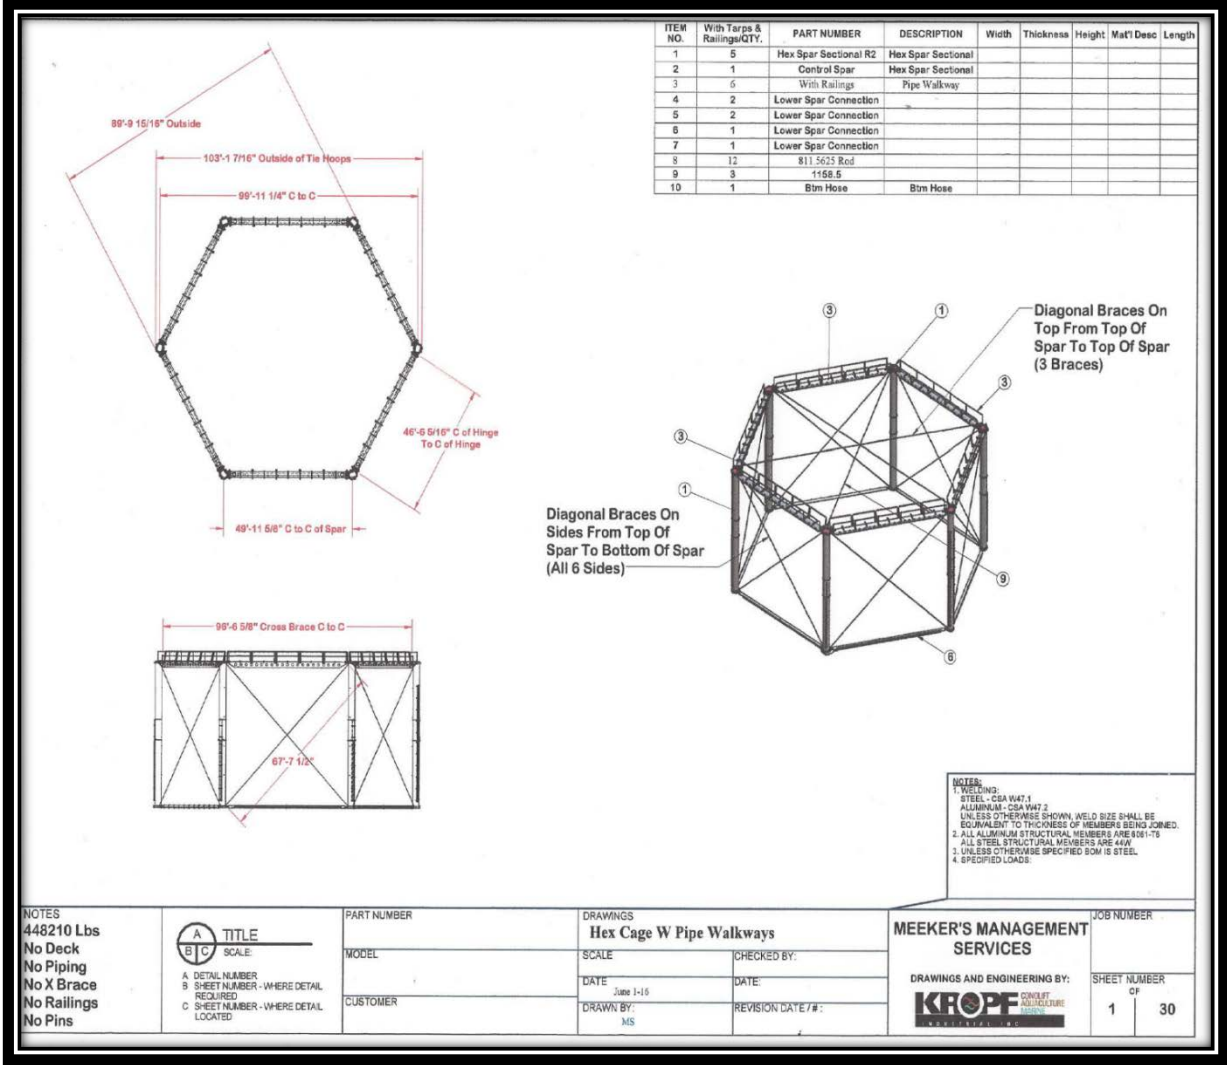 ITEM NO. With Tarps & Railings/QTY. PART NUMBER DESCRIPTION Width Thickness Height Mat'l Desc Length
1 5 Hex Spar Sectional R2 Hex Spar Sectional
2 1 Control Spar Hex Spar Sectional
3 6 With Railings Pipe Walkway
4 2 Lower Spar Connection
5 2 Lower Spar Connection
6 1 Lower Spar Connection
7 1 Lower Spar Connection
8 12 811.5625 Rod
9 3 1158.5
10 1 Btm Hose Btm Hose
89'-9 15/16" Outside
103'-1 7/16" Outside of Tie Hoops
99'-11 1/4" C to C
46'-6 5/16" C of Hinge
To C of Hinge
49'-11 5/8" C to C of Spar
3
1
Diagonal Braces On
Top From Top Of
Spar To Top Of Spar
(3 Braces)
3
3
1
Diagonal Braces On
Sides From Top Of
Spar To Bottom Of Spar
(All 6 Sides)
9
6
96'-6 5/8" Cross Brace C to C
67'-7 1/2"
NOTES:
1. WELDING:
STEEL - CSA W47.1
ALUMINUM - CSA W47.2
UNLESS OTHERWISE SHOWN, WELD SIZE SHALL BE
EQUIVALENT TO THICKNESS OF MEMBERS BEING JOINED.
2. ALL ALUMINUM STRUCTURAL MEMBERS ARE 6061-T6
ALL STEEL STRUCTURAL MEMBERS ARE 44W
3. UNLESS OTHERWISE SPECIFIED BOM IS STEEL
4. SPECIFIED LOADS:
NOTES
448210 Lbs
No Deck
No Piping
No X Brace
No Railings
No Pins
A
B C
TITLE
SCALE:
A DETAIL NUMBER
B SHEET NUMBER - WHERE DETAIL
REQUIRED
C SHEET NUMBER - WHERE DETAIL
LOCATED
PART NUMBER
MODEL
CUSTOMER
DRAWINGS
Hex Cage W Pipe Walkways
SCALE
CHECKED BY:
DATE
June 1-16
DATE:
DRAWN BY:
MS
REVISION DATE / # :
MEEKER'S MANAGEMENT
SERVICES
DRAWINGS AND ENGINEERING BY:
KROPF
CONOLIFT
AQUACULTURE
MARINE
INDUSTRIAL INC
JOB NUMBER
SHEET NUMBER
OF
1 30